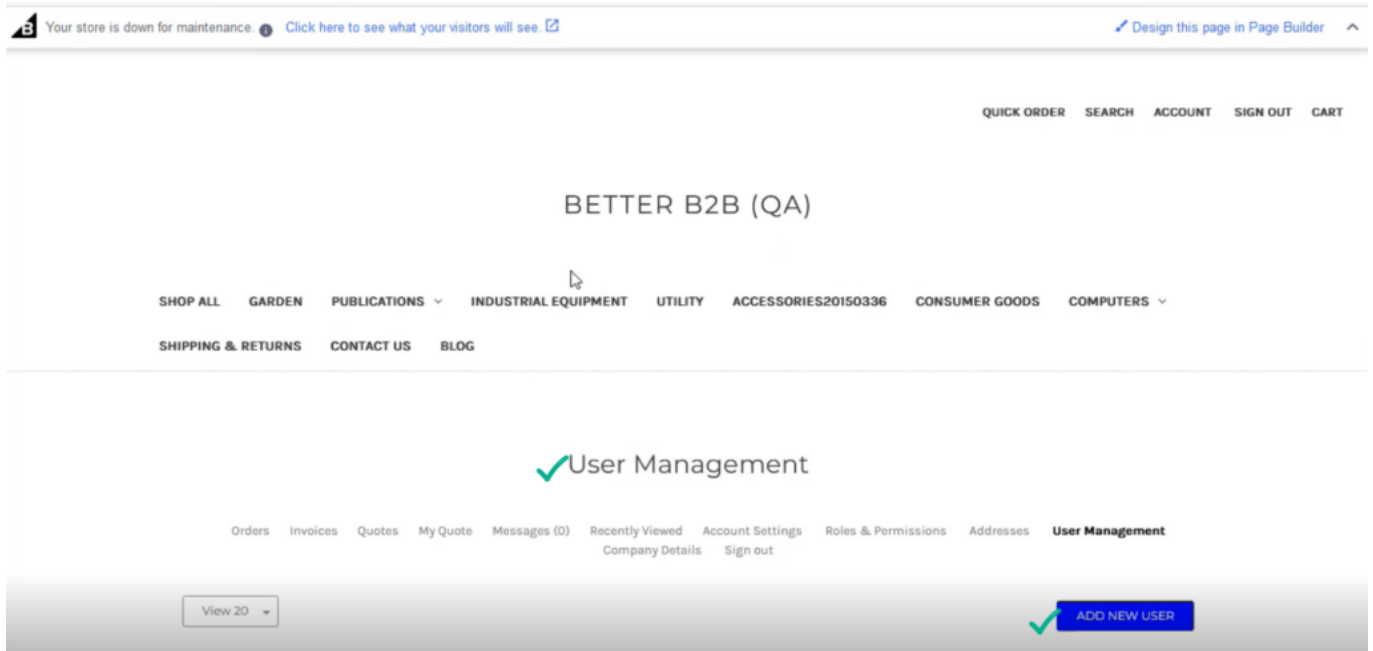 Your store is down for maintenance. Click here to see what your visitors will see. Design this page in Page Builder
QUICK ORDER SEARCH ACCOUNT SIGN OUT CART
BETTER B2B (QA)
SHOP ALL GARDEN PUBLICATIONS INDUSTRIAL EQUIPMENT UTILITY ACCESSORIES20150336 CONSUMER GOODS COMPUTERS
SHIPPING & RETURNS CONTACT US BLOG
User Management
Orders Invoices Quotes My Quote Messages (0) Recently Viewed Account Settings Roles & Permissions Addresses User Management
Company Details Sign out
View 20 ADD NEW USER